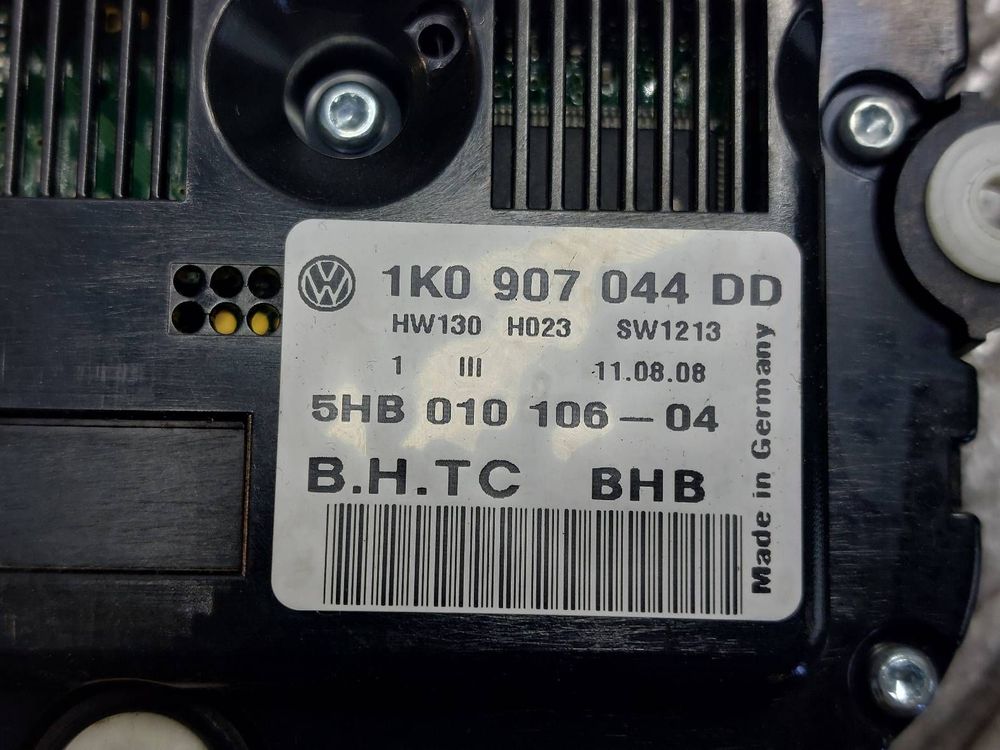 1K0 907 044 DD
HW130 H023 SW1213
1 III 11.08.08
5HB 010 106-04
B.H.TC BHB
Made in Germany